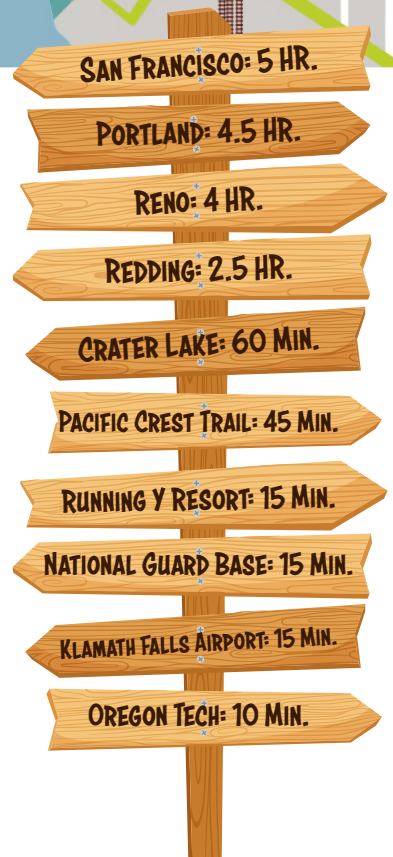 San Francisco: 5 hr.
Portland: 4.5 hr.
Reno: 4 hr.
Redding: 2.5 hr.
Crater Lake: 60 Min.
Pacific Crest Trail: 45 Min.
Running Y Resort: 15 Min.
National Guard Base: 15 Min.
Klamath Falls Airport: 15 Min.
Oregon Tech: 10 Min.